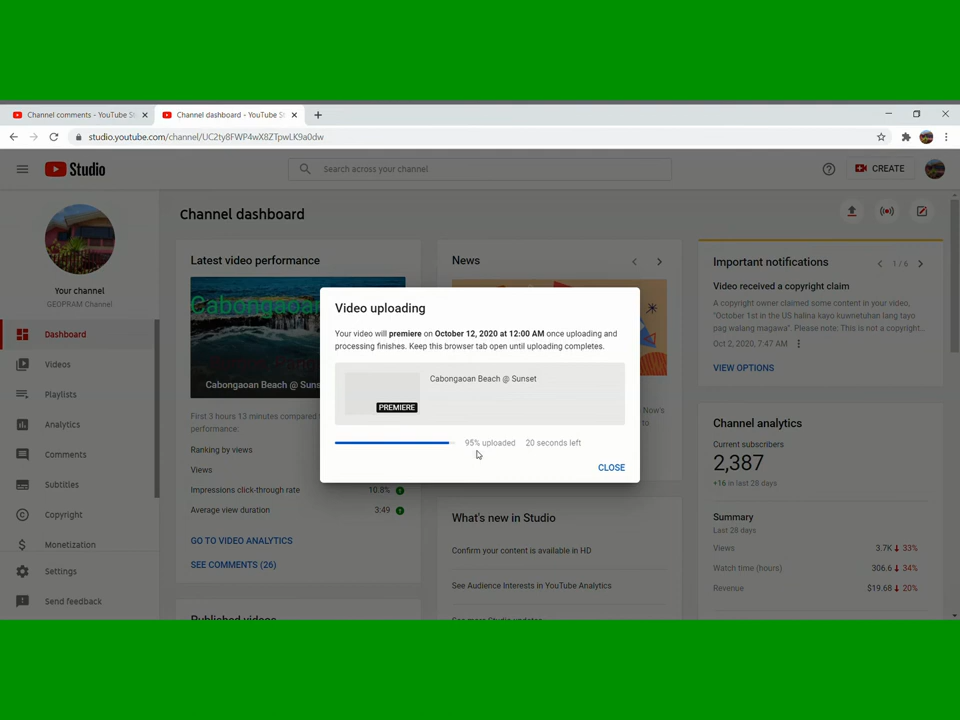 Channel comments - YouTube St
Channel dashboard - YouTube St
studio.youtube.com/channel/UC2ty8FWP4wX8ZTpwLK9a0dw
Studio
Search across your channel
CREATE
Your channel
GEOPRAM Channel
Dashboard
Videos
Playlists
Analytics
Comments
Subtitles
Copyright
Monetization
Settings
Send feedback
Channel dashboard
Latest video performance
Cabongaoan
Cabongaoan Beach @ Suns
First 3 hours 13 minutes compared
performance:
Ranking by views
Views
Impressions click-through rate 10.8%
Average view duration 3:49
GO TO VIDEO ANALYTICS
SEE COMMENTS (26)
Published videos
News
Now's
to
What's new in Studio
Confirm your content is available in HD
See Audience Interests in YouTube Analytics
See more Studio updates
Video uploading
Your video will premiere on October 12, 2020 at 12:00 AM once uploading and
processing finishes. Keep this browser tab open until uploading completes.
PREMIERE
Cabongaoan Beach @ Sunset
95% uploaded 20 seconds left
CLOSE
Important notifications
1 / 6
Video received a copyright claim
A copyright owner claimed some content in your video,
"October 1st in the US halina kayo kuwnetuhan lang tayo
pag walang magawa". Please note: This is not a copyright...
Oct 2, 2020, 7:47 AM
VIEW OPTIONS
Channel analytics
Current subscribers
2,387
+16 in last 28 days
Summary
Last 28 days
Views 3.7K 33%
Watch time (hours) 306.6 34%
Revenue $19.68 20%